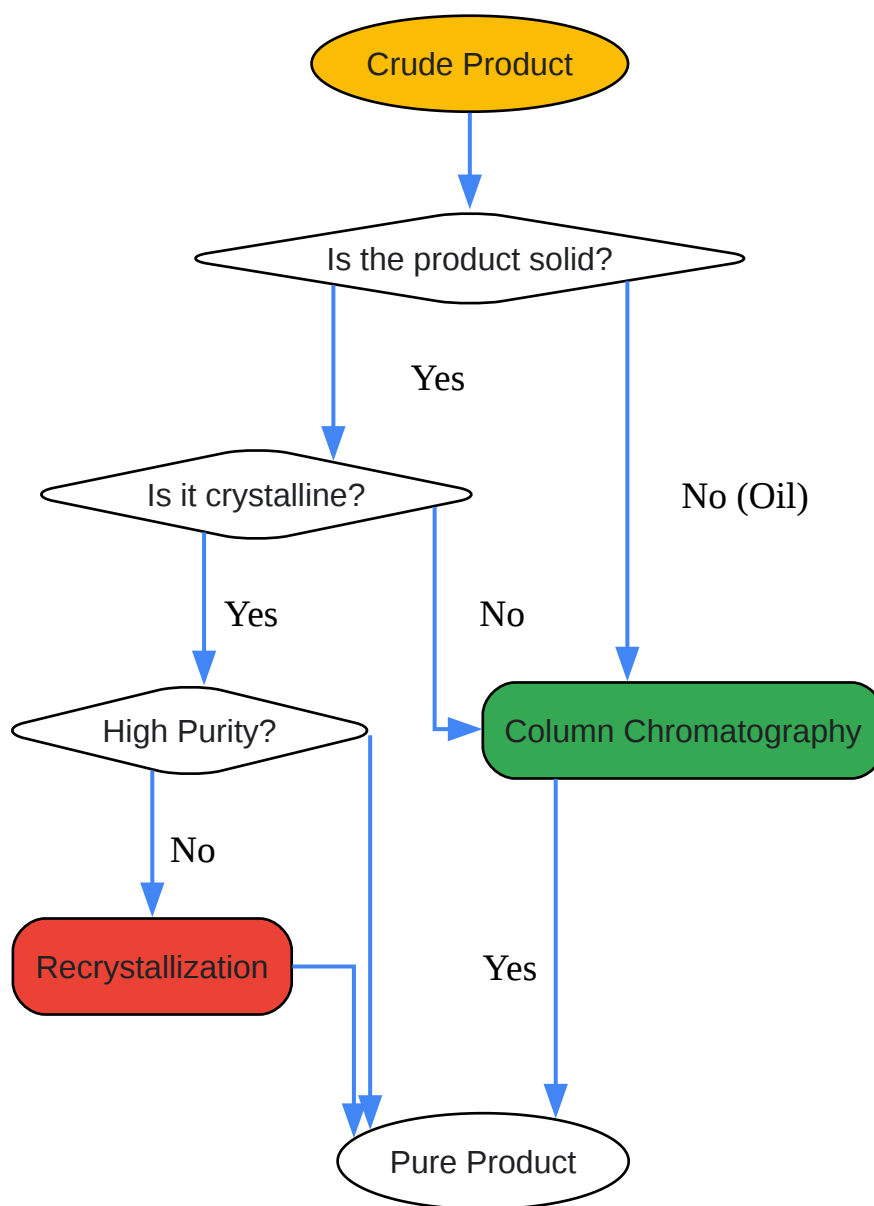 Crude Product
Is the product solid?
Yes
Is it crystalline?
No (Oil)
Yes
No
High Purity?
Column Chromatography
No
Recrystallization
Yes
Pure Product